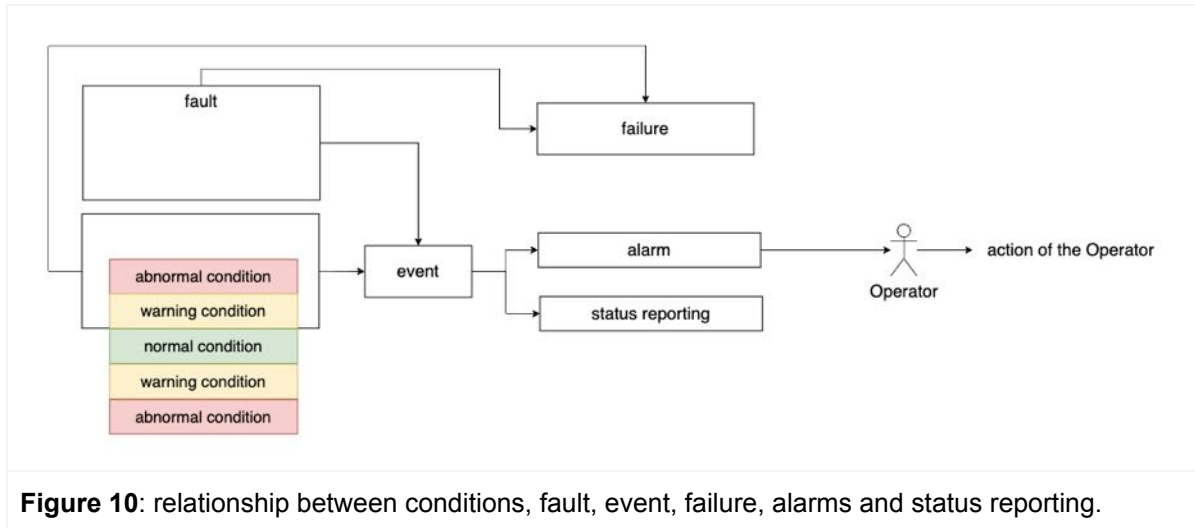 fault
failure
alarm
action of the Operator
event
abnormal condition
Operator
warning condition
status reporting
normal condition
warning condition
abnormal condition
Figure 10: relationship between conditions, fault, event, failure, alarms and status reporting.